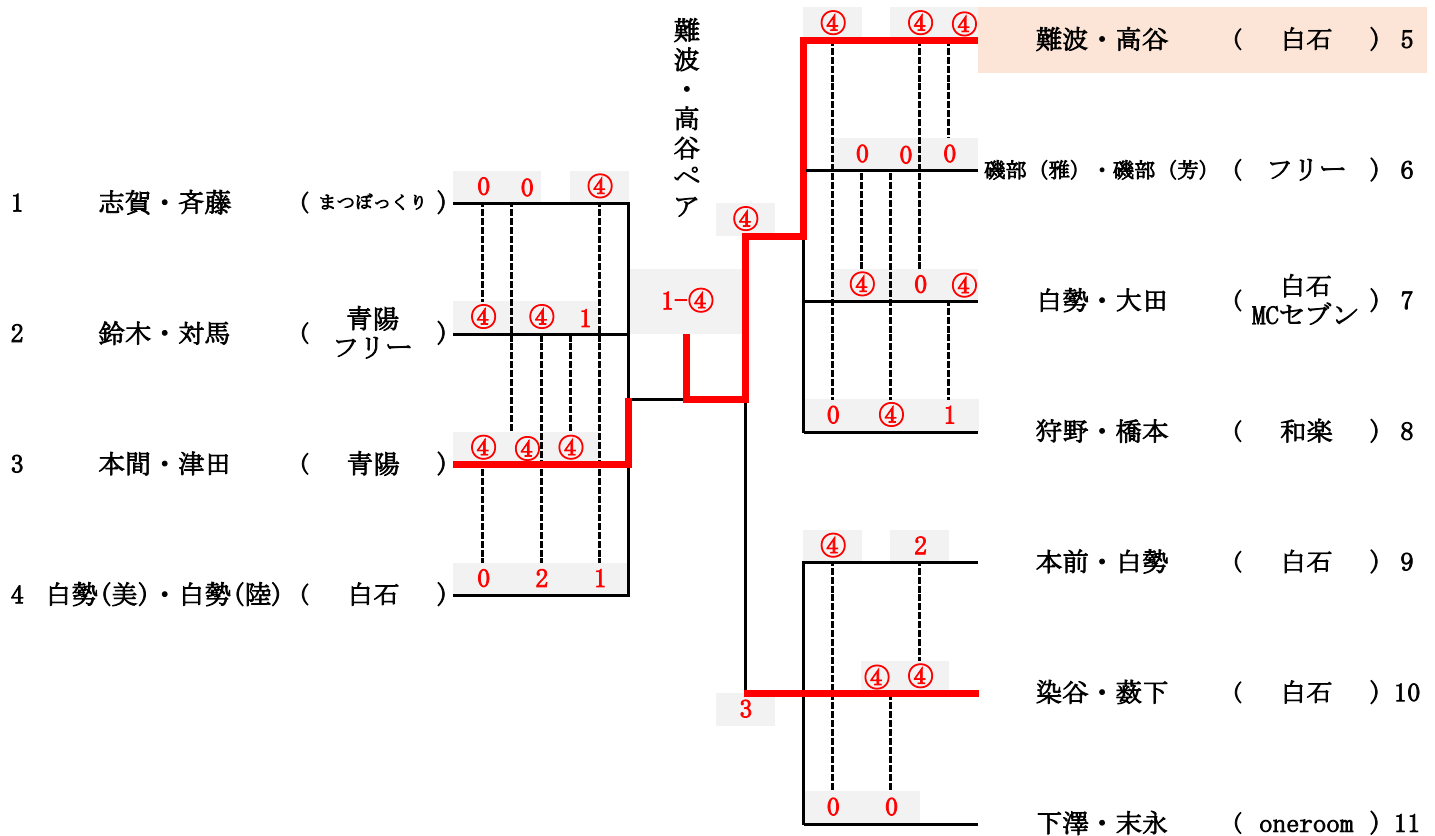 難波・高谷ペア
1-④
④
3
0 0 ④
1 志賀・斉藤 ( まつぼっくり )
④ ④ 1
2 鈴木・対馬 ( 青陽
フリー )
④ ④ ④
3 本間・津田 ( 青陽 )
0 2 1
4 白勢(美)・白勢(陸) ( 白石 )
④ ④ ④
難波・高谷 ( 白石 ) 5
0 0 0
磯部（雅）・磯部（芳） ( フリー ) 6
④ 0 ④
白勢・大田 ( 白石
MCセブン ) 7
0 ④ 1
狩野・橋本 ( 和楽 ) 8
④ 2
本前・白勢 ( 白石 ) 9
④ ④
染谷・薮下 ( 白石 ) 10
0 0
下澤・末永 ( oneroom ) 11